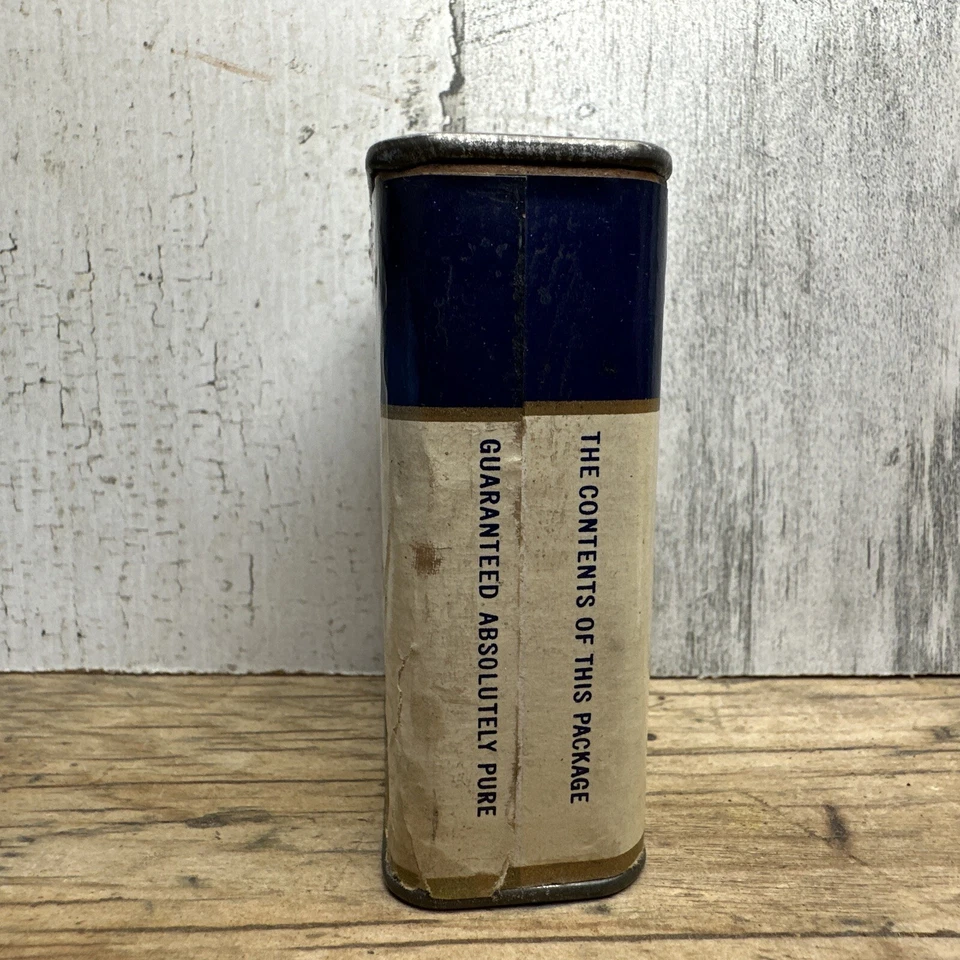 THE CONTENTS OF THIS PACKAGE
GUARANTEED ABSOLUTELY PURE